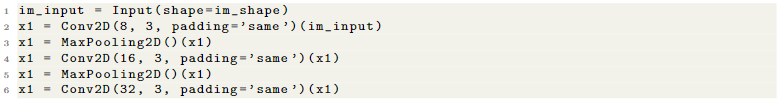 1 im_input = Input(shape=im_shape)
2 x1 = Conv2D(8, 3, padding='same')(im_input)
3 x1 = MaxPooling2D()(x1)
4 x1 = Conv2D(16, 3, padding='same')(x1)
5 x1 = MaxPooling2D()(x1)
6 x1 = Conv2D(32, 3, padding='same')(x1)